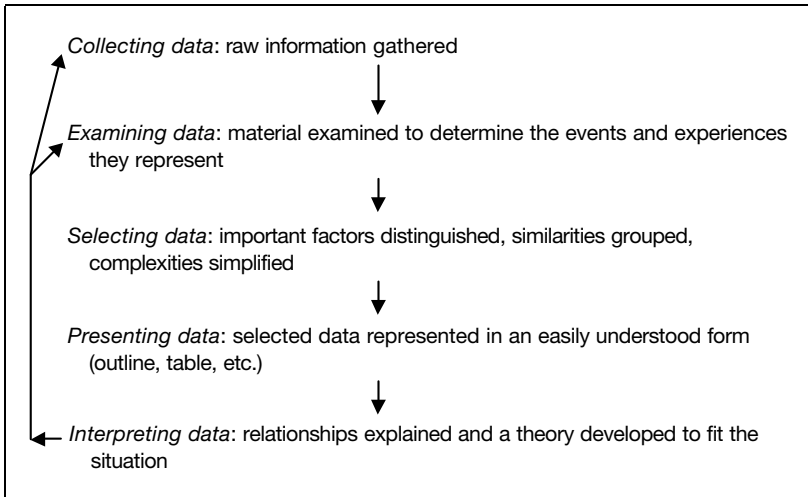 Collecting data: raw information gathered
Examining data: material examined to determine the events and experiences
they represent
Selecting data: important factors distinguished, similarities grouped,
complexities simplified
Presenting data: selected data represented in an easily understood form
(outline, table, etc.)
Interpreting data: relationships explained and a theory developed to fit the
situation